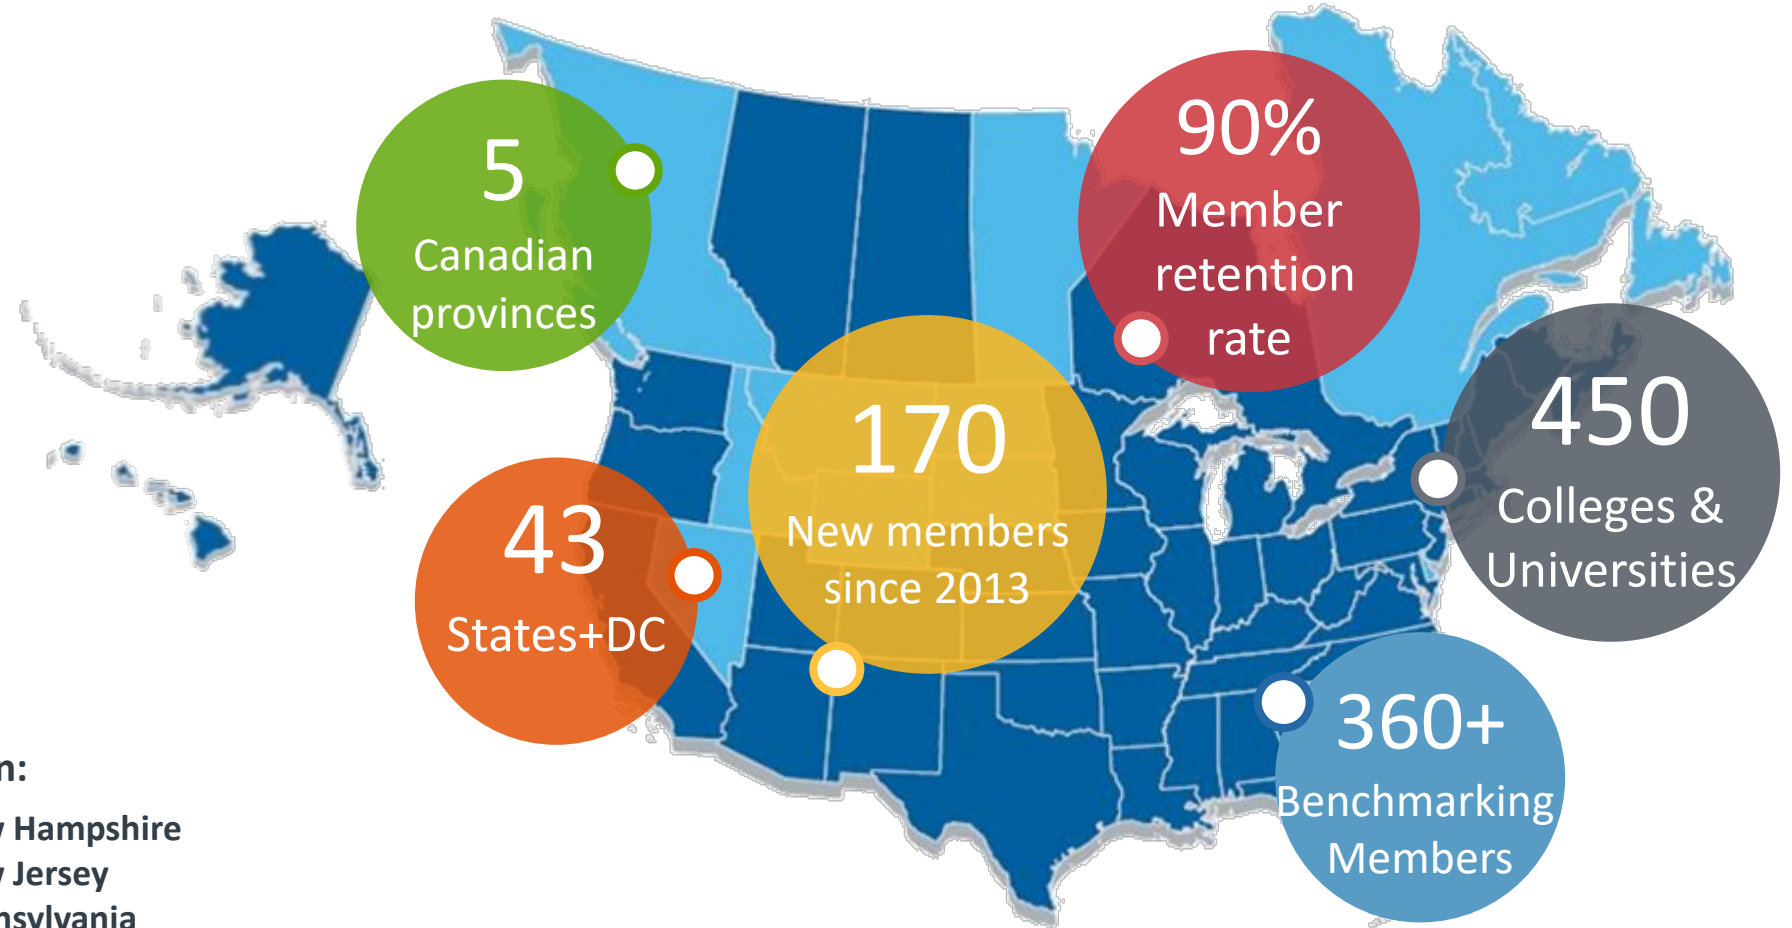 5
Canadian
provinces
90%
Member
retention
rate
170
New members
since 2013
450
Colleges &
Universities
43
States+DC
360+
Benchmarking
Members
n:
Hampshire
Jersey
nsylvania